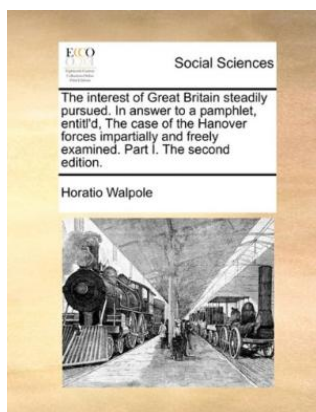 ECCO
Social Sciences
The interest of Great Britain steadily
pursued. In answer to a pamphlet,
entitl'd, The case of the Hanover
forces impartially and freely
examined. Part I. The second
edition.
Horatio Walpole